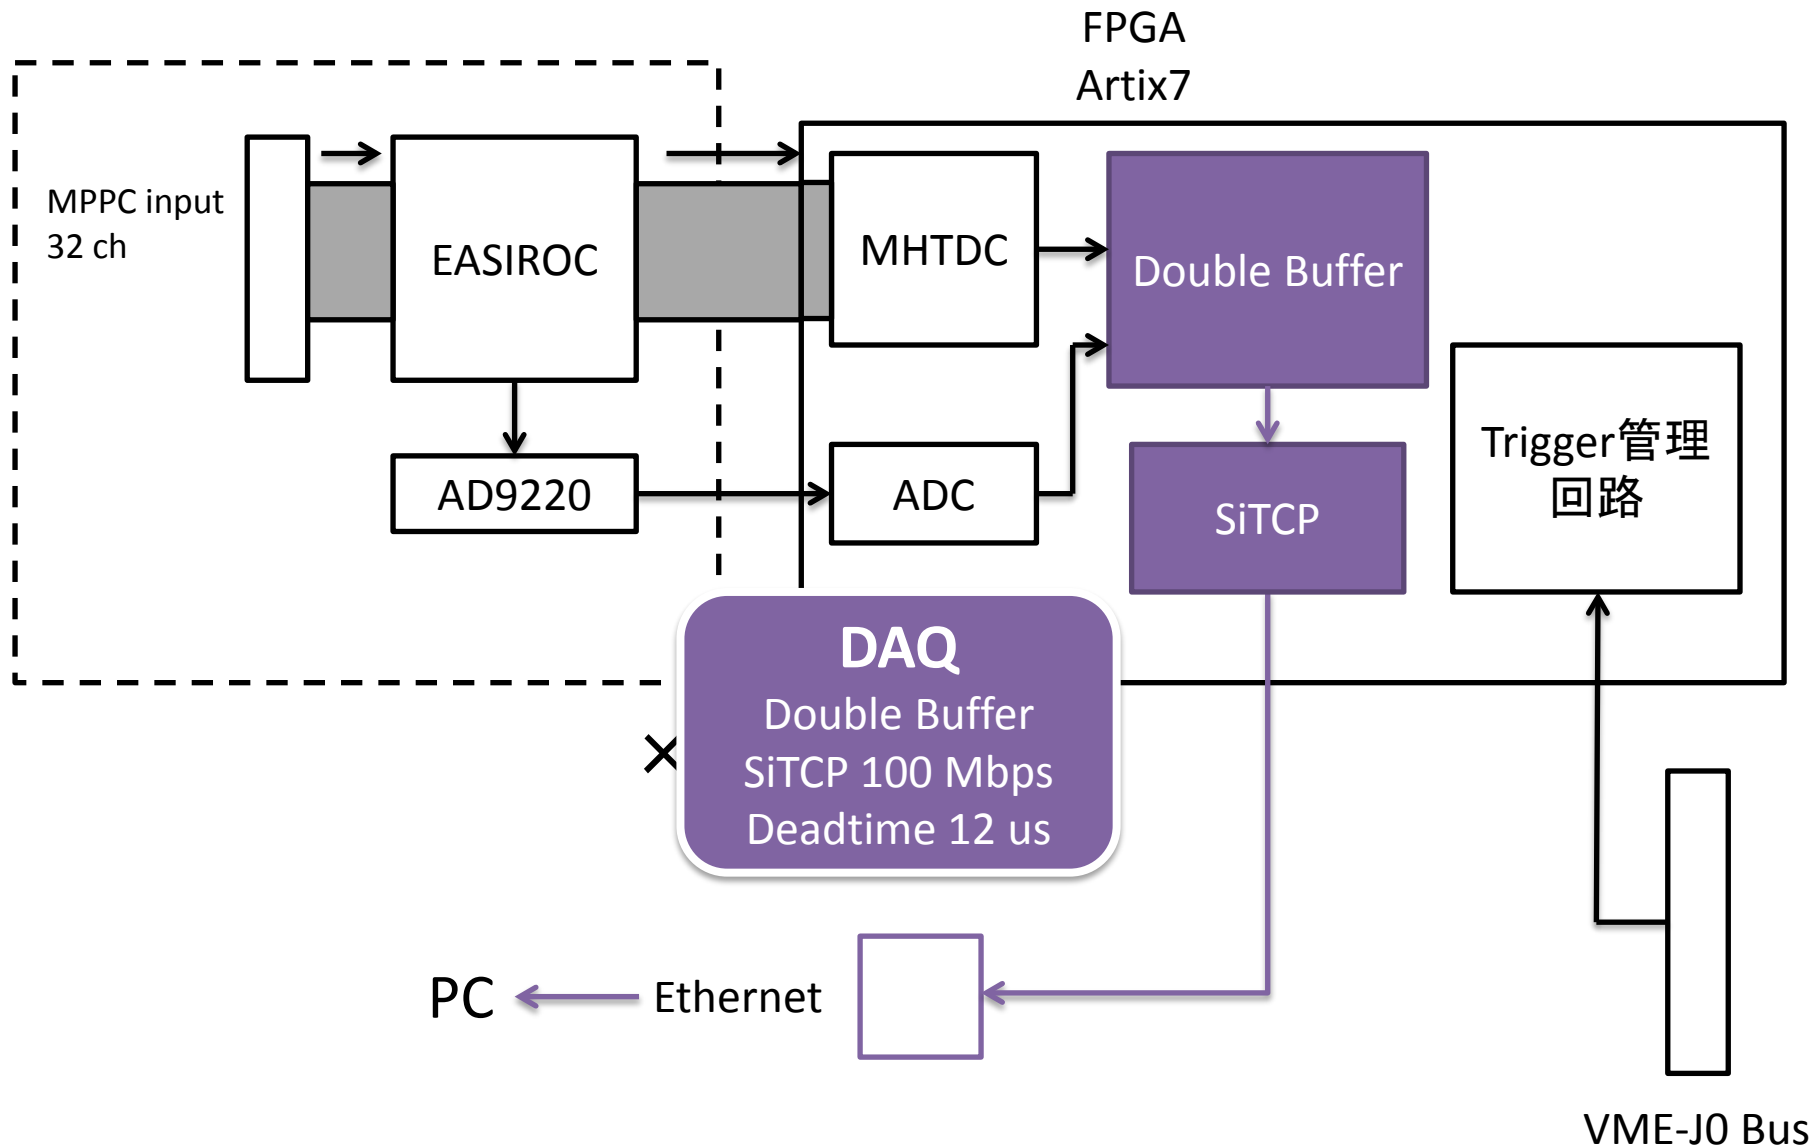 FPGA
Artix7
MPPC input
32 ch
EASIROC
MHTDC
Double Buffer
AD9220
ADC
SiTCP
Trigger管理
回路
DAQ
Double Buffer
SiTCP 100 Mbps
Deadtime 12 us
×
PC
Ethernet
VME-J0 Bus